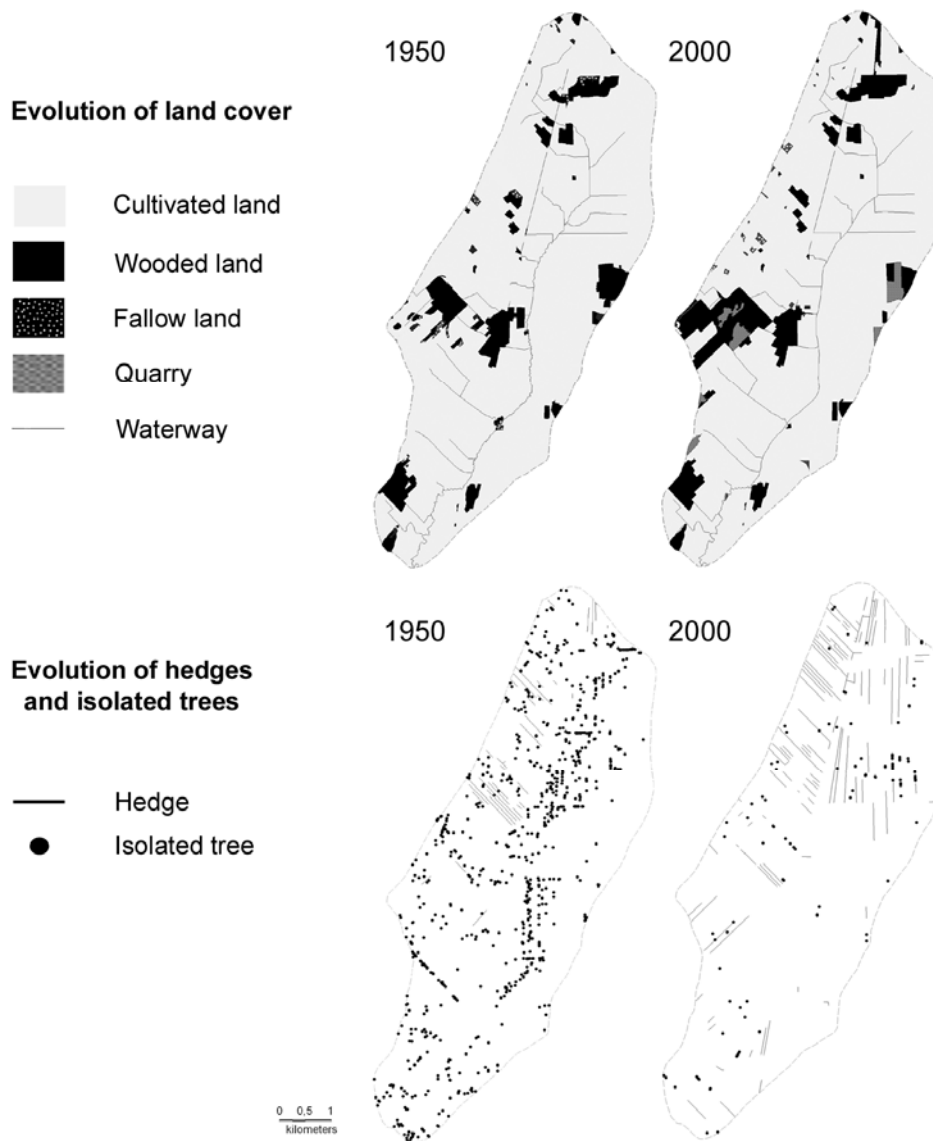 1950
2000
Evolution of land cover
Cultivated land
Wooded land
Fallow land
Quarry
Waterway
1950
2000
Evolution of hedges
and isolated trees
Hedge
Isolated tree
0 0,5 1
kilometers